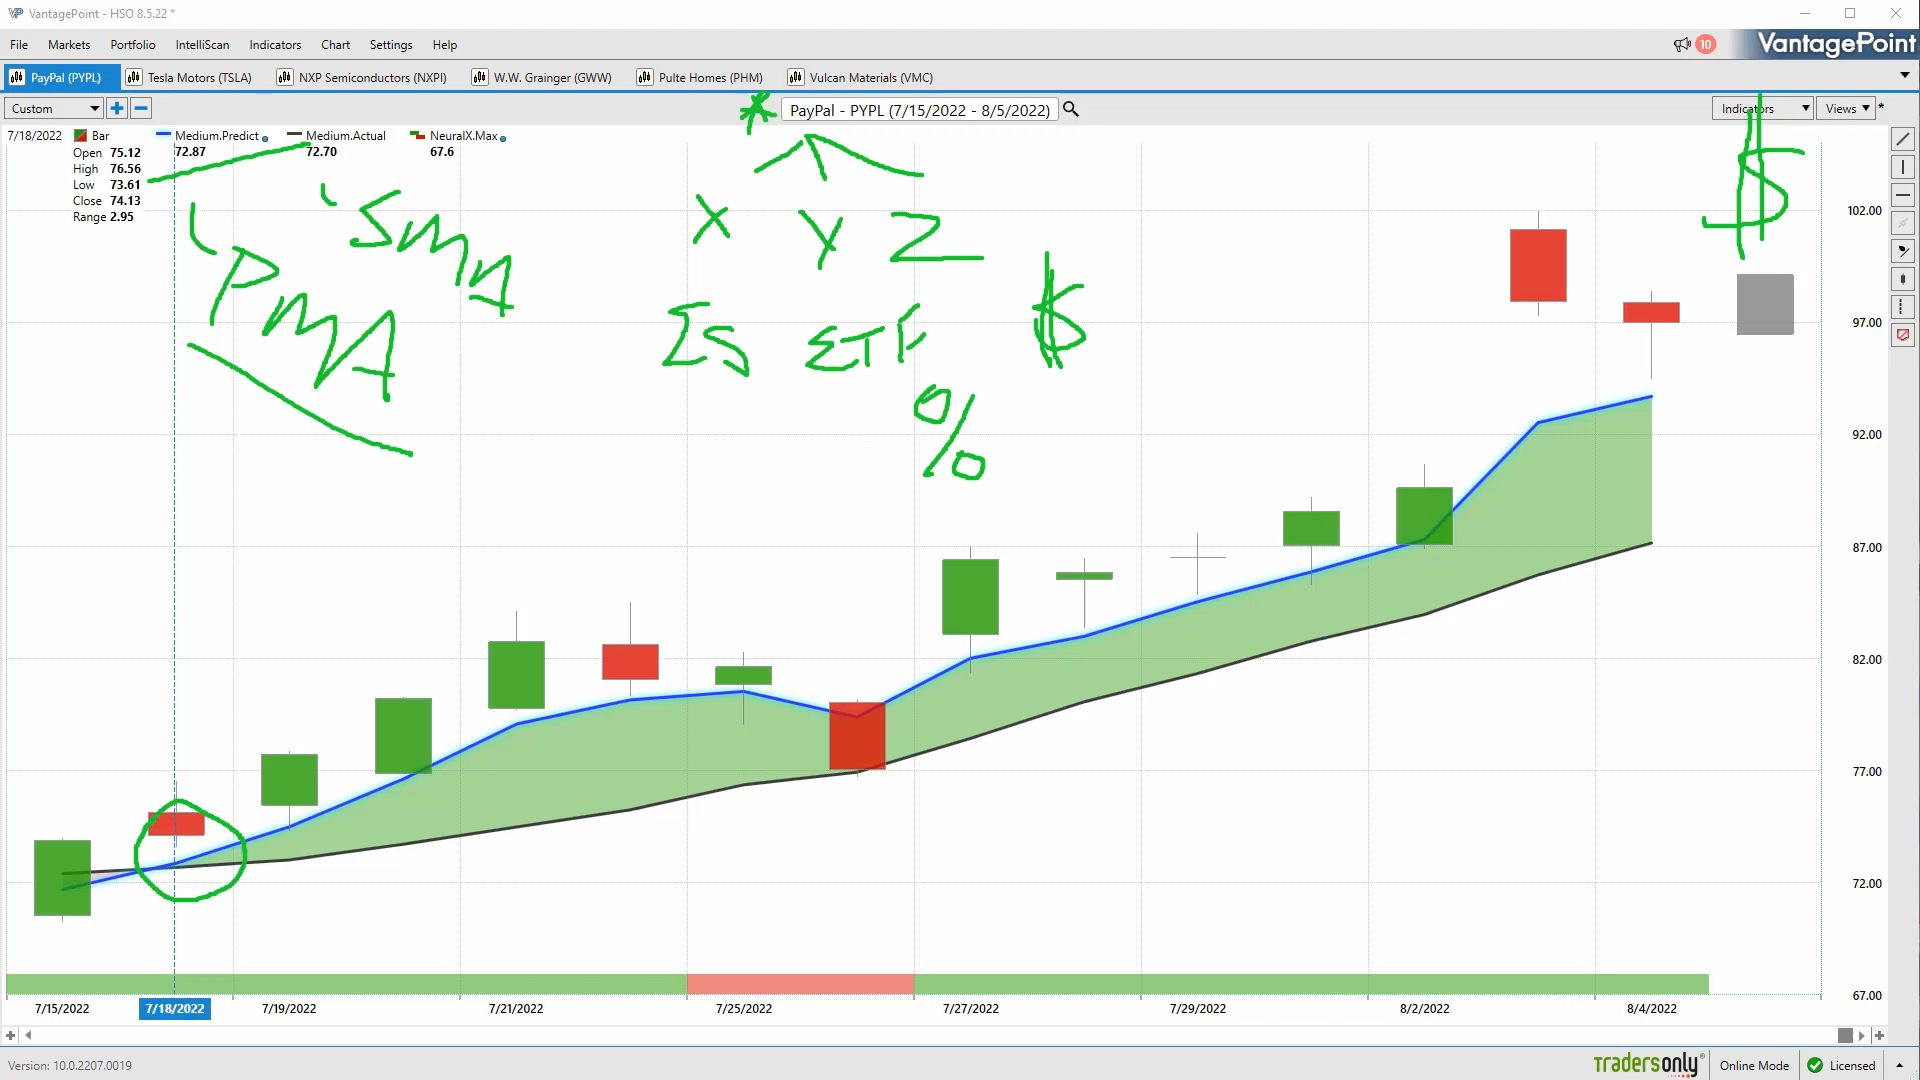 VantagePoint - HSO 8.5.22 *
File Markets Portfolio IntelliScan Indicators Chart Settings Help
10 VantagePoint
PayPal (PYPL) Tesla Motors (TSLA) NXP Semiconductors (NXPI) W.W. Grainger (GWW) Pulte Homes (PHM) Vulcan Materials (VMC)
Custom
* PayPal - PYPL (7/15/2022 - 8/5/2022)
Indicators Views *
7/18/2022 Bar Medium.Predict Medium.Actual NeuralX.Max
Open 75.12 72.87 72.70 67.6
High 76.56
Low 73.61
Close 74.13
Range 2.95
$
SMA
PMA
X Y Z
ES ETF $
%
102.00
97.00
92.00
87.00
82.00
77.00
72.00
67.00
7/15/2022 7/18/2022 7/19/2022 7/21/2022 7/25/2022 7/27/2022 7/29/2022 8/2/2022 8/4/2022
Version: 10.0.2207.0019
Tradersonly Online Mode Licensed